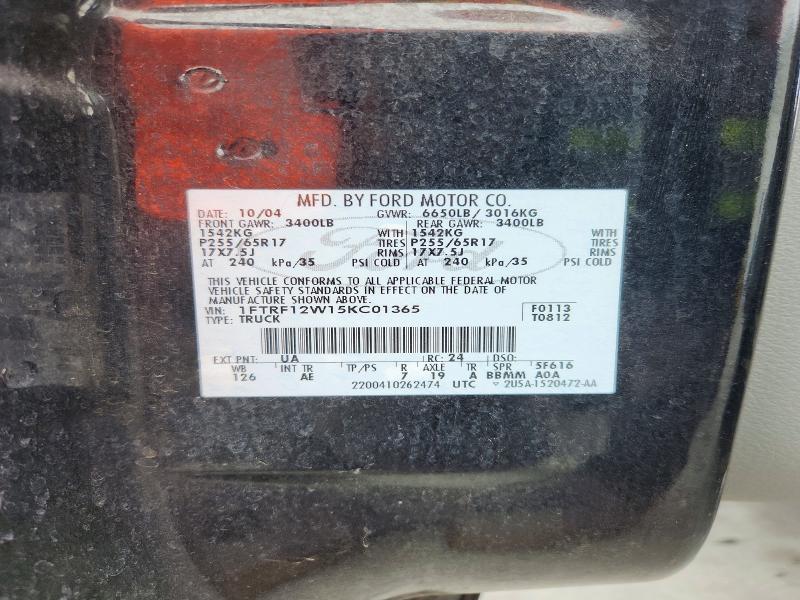 MFD. BY FORD MOTOR CO.
DATE: 10/04 GVWR: 6650LB/ 3016KG
FRONT GAWR: 3400LB REAR GAWR: 3400LB
1542KG WITH 1542KG WITH
P255/65R17 TIRES P255/65R17 TIRES
17X7.5J RIMS 17X7.5J RIMS
AT 240 kPa/35 PSI COLD AT 240 kPa/35 PSI COLD
Ford
THIS VEHICLE CONFORMS TO ALL APPLICABLE FEDERAL MOTOR
VEHICLE SAFETY STANDARDS IN EFFECT ON THE DATE OF
MANUFACTURE SHOWN ABOVE.
VIN: 1FTRF12W15KC01365 F0113
TYPE: TRUCK T0812
EXT PNT: UA RC: 24 DSO:
WB INT TR TP/PS R AXLE TR SPR 5F616
126 AE 7 19 A BBMM A0A
2200410262474 UTC 2U5A-1520472-AA